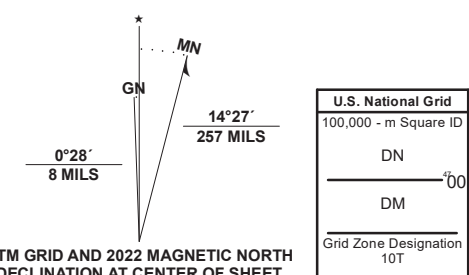 ★
MN
GN
14°27´
257 MILS
0°28´
8 MILS
TM GRID AND 2022 MAGNETIC NORTH
DECLINATION AT CENTER OF SHEET
U.S. National Grid
100,000 - m Square ID
DN
4700
DM
Grid Zone Designation
10T